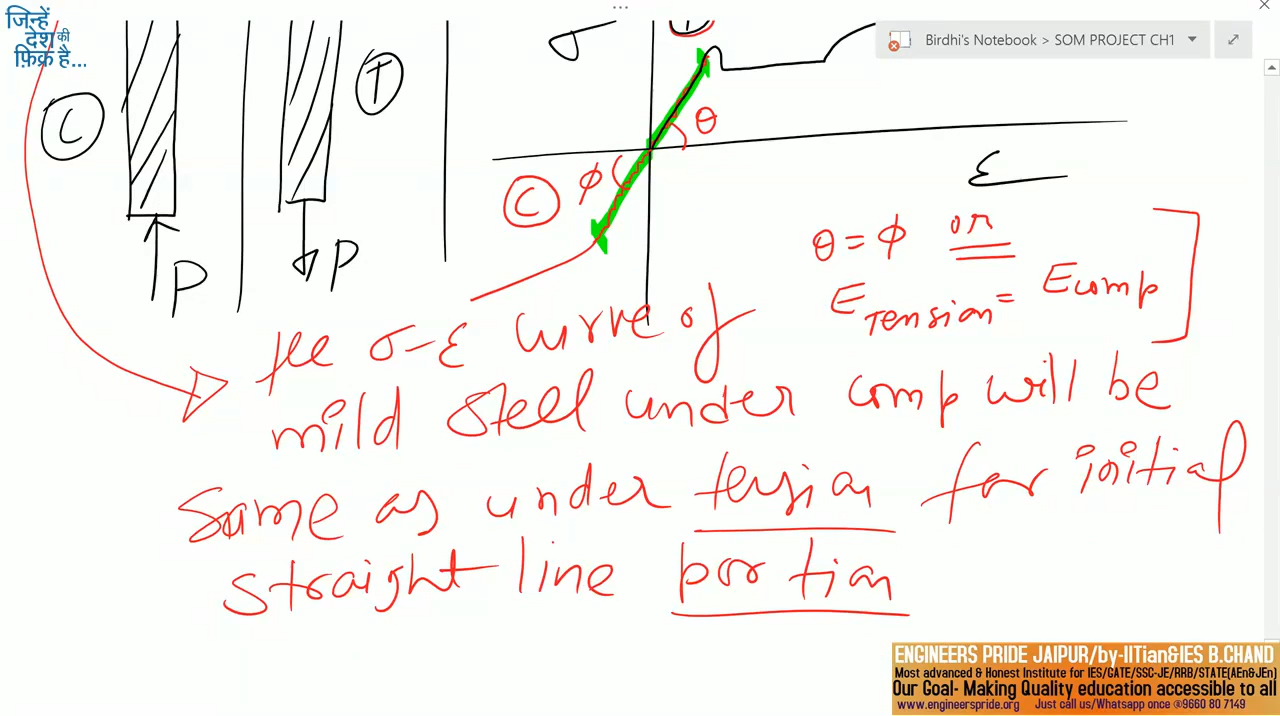 जिन्हें
देश की
फ़िक्र है...
Birdhi's Notebook > SOM PROJECT CH1
C
T
P
P
σ
T
θ
ϕ
C
ε
θ = ϕ or
E Tension = E comp
the σ-ε curve of
mild steel under comp will be
same as under tension for initial
straight line portion
ENGINEERS PRIDE JAIPUR/by-IITian&IES B.CHAND
Most advanced & Honest Institute for IES/GATE/SSC-JE/RRB/STATE(AEn&JEn)
Our Goal- Making Quality education accessible to all
www.engineerspride.org Just call us/Whatsapp once @9660 80 7149